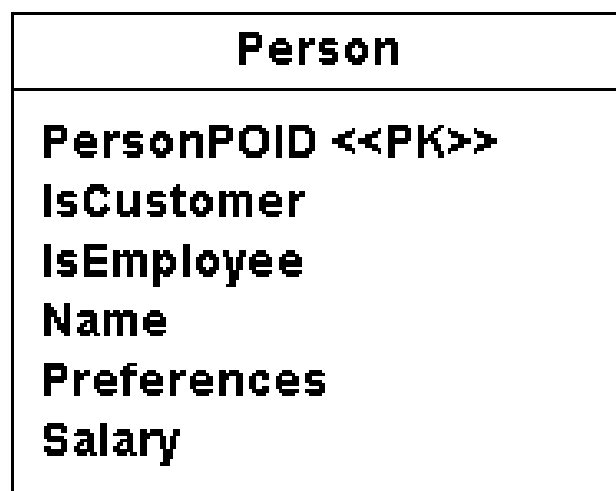 Person
PersonPOID <<PK>>
IsCustomer
IsEmployee
Name
Preferences
Salary